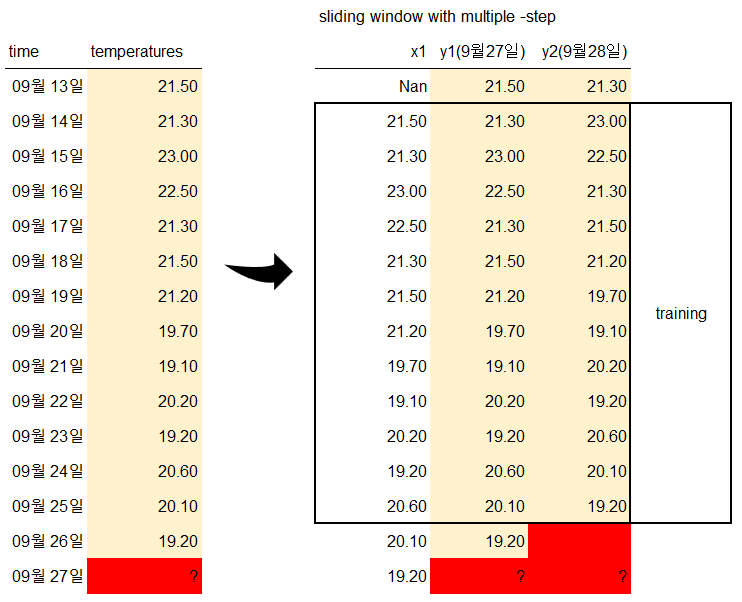 sliding window with multiple -step
time temperatures x1 y1(9월27일) y2(9월28일)
09월 13일 21.50 Nan 21.50 21.30
09월 14일 21.30 21.50 21.30 23.00
09월 15일 23.00 21.30 23.00 22.50
09월 16일 22.50 23.00 22.50 21.30
09월 17일 21.30 22.50 21.30 21.50
09월 18일 21.50 21.30 21.50 21.20
09월 19일 21.20 21.50 21.20 19.70
09월 20일 19.70 21.20 19.70 19.10
09월 21일 19.10 19.70 19.10 20.20
09월 22일 20.20 19.10 20.20 19.20
09월 23일 19.20 20.20 19.20 20.60
09월 24일 20.60 19.20 20.60 20.10
09월 25일 20.10 20.60 20.10 19.20
09월 26일 19.20 20.10 19.20
09월 27일 ? 19.20 ? ?
training